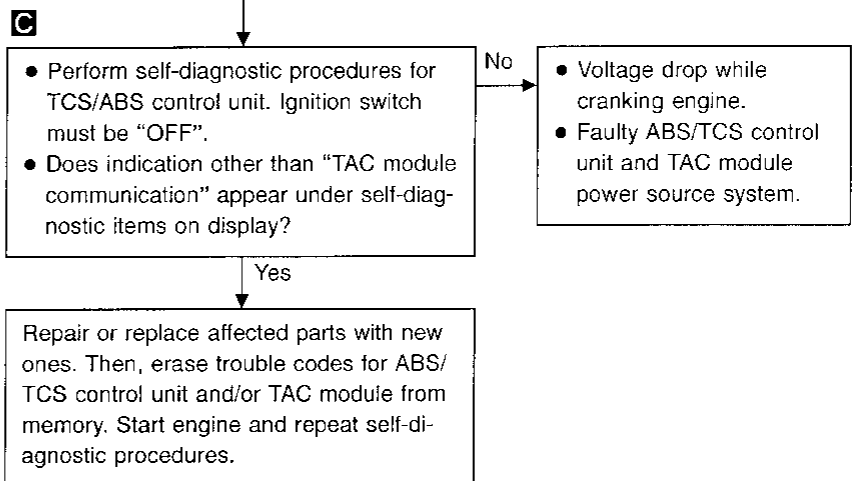 C
● Perform self-diagnostic procedures for
TCS/ABS control unit. Ignition switch
must be “OFF”.
● Does indication other than “TAC module
communication” appear under self-diag-
nostic items on display?
No
● Voltage drop while
cranking engine.
● Faulty ABS/TCS control
unit and TAC module
power source system.
Yes
Repair or replace affected parts with new
ones. Then, erase trouble codes for ABS/
TCS control unit and/or TAC module from
memory. Start engine and repeat self-di-
agnostic procedures.